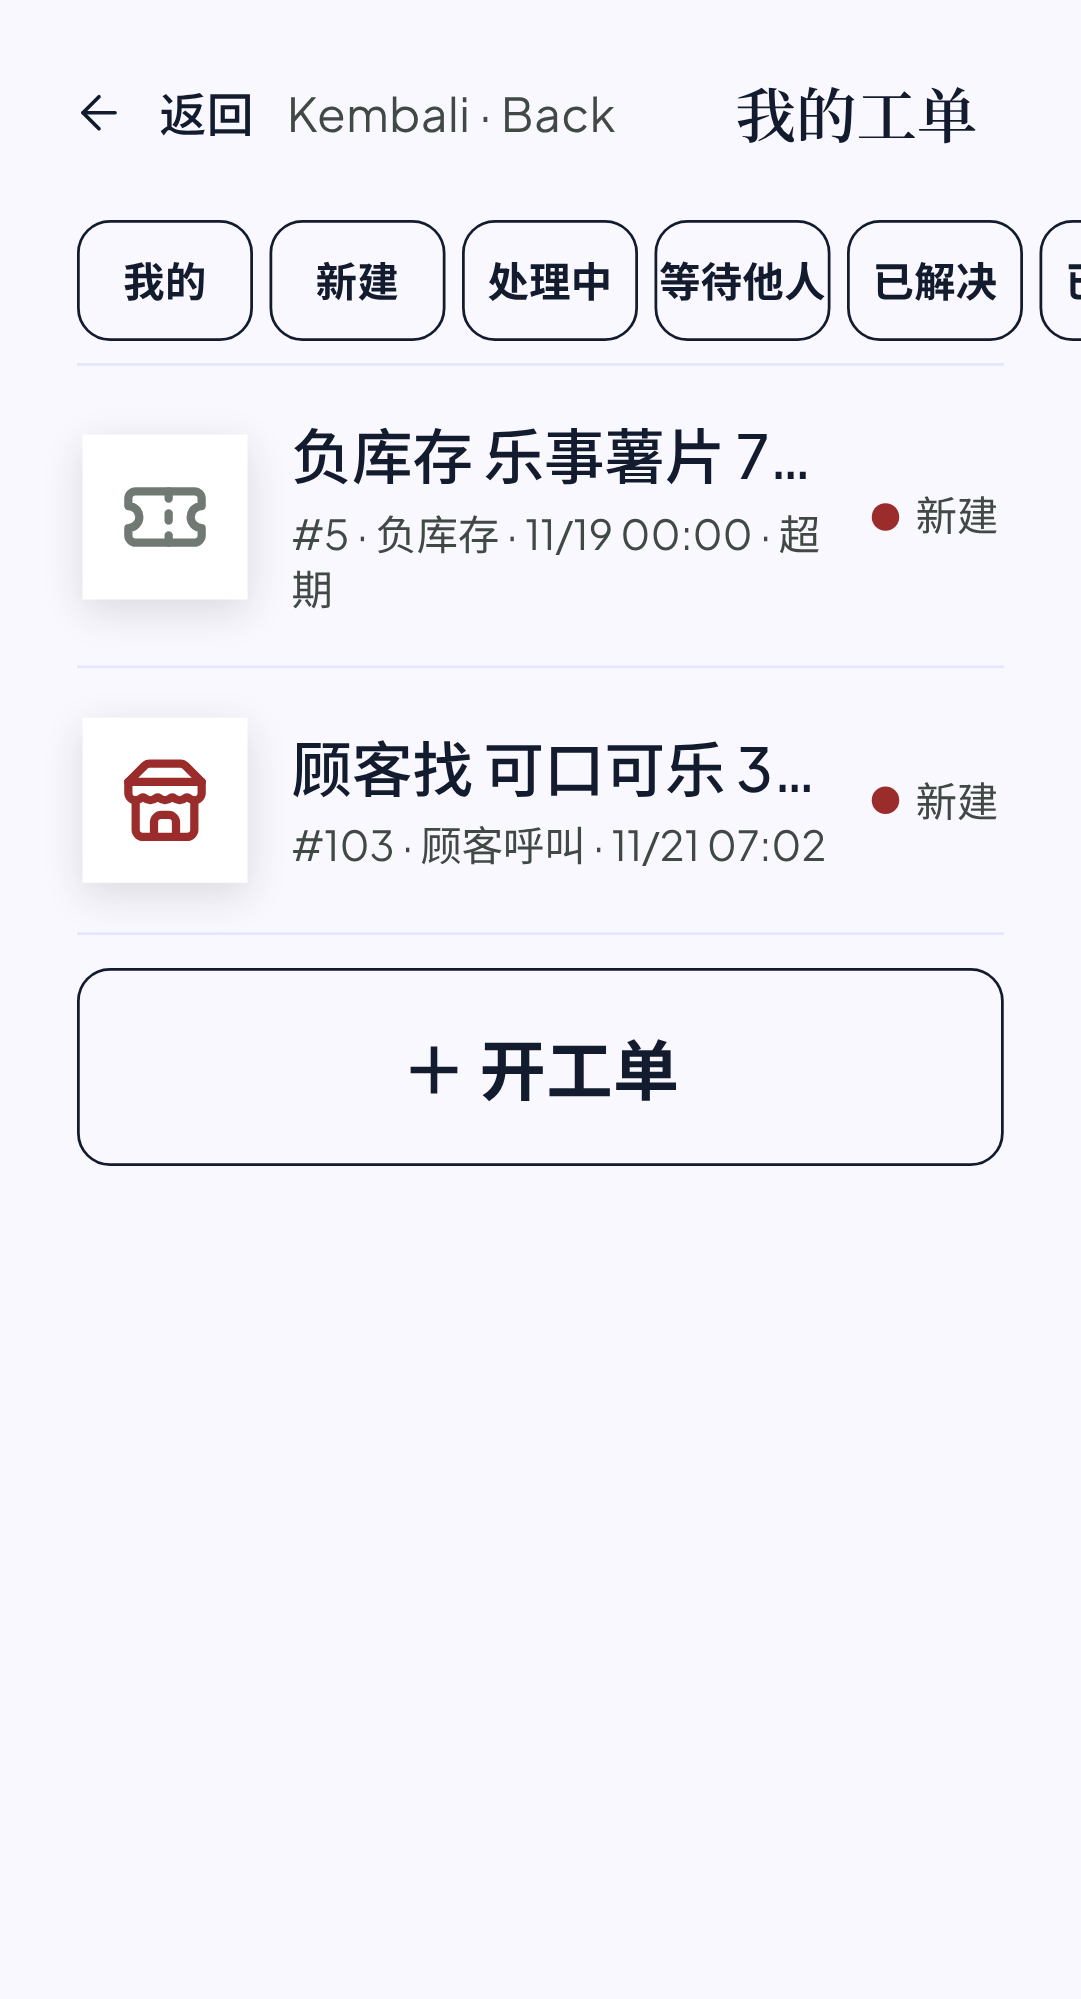 返回 Kembali · Back 我的工单
我的 新建 处理中 等待他人 已解决
负库存 乐事薯片 7...
#5 · 负库存 · 11/19 00:00 · 超
期
新建
顾客找 可口可乐 3...
#103 · 顾客呼叫 · 11/21 07:02
新建
+ 开工单